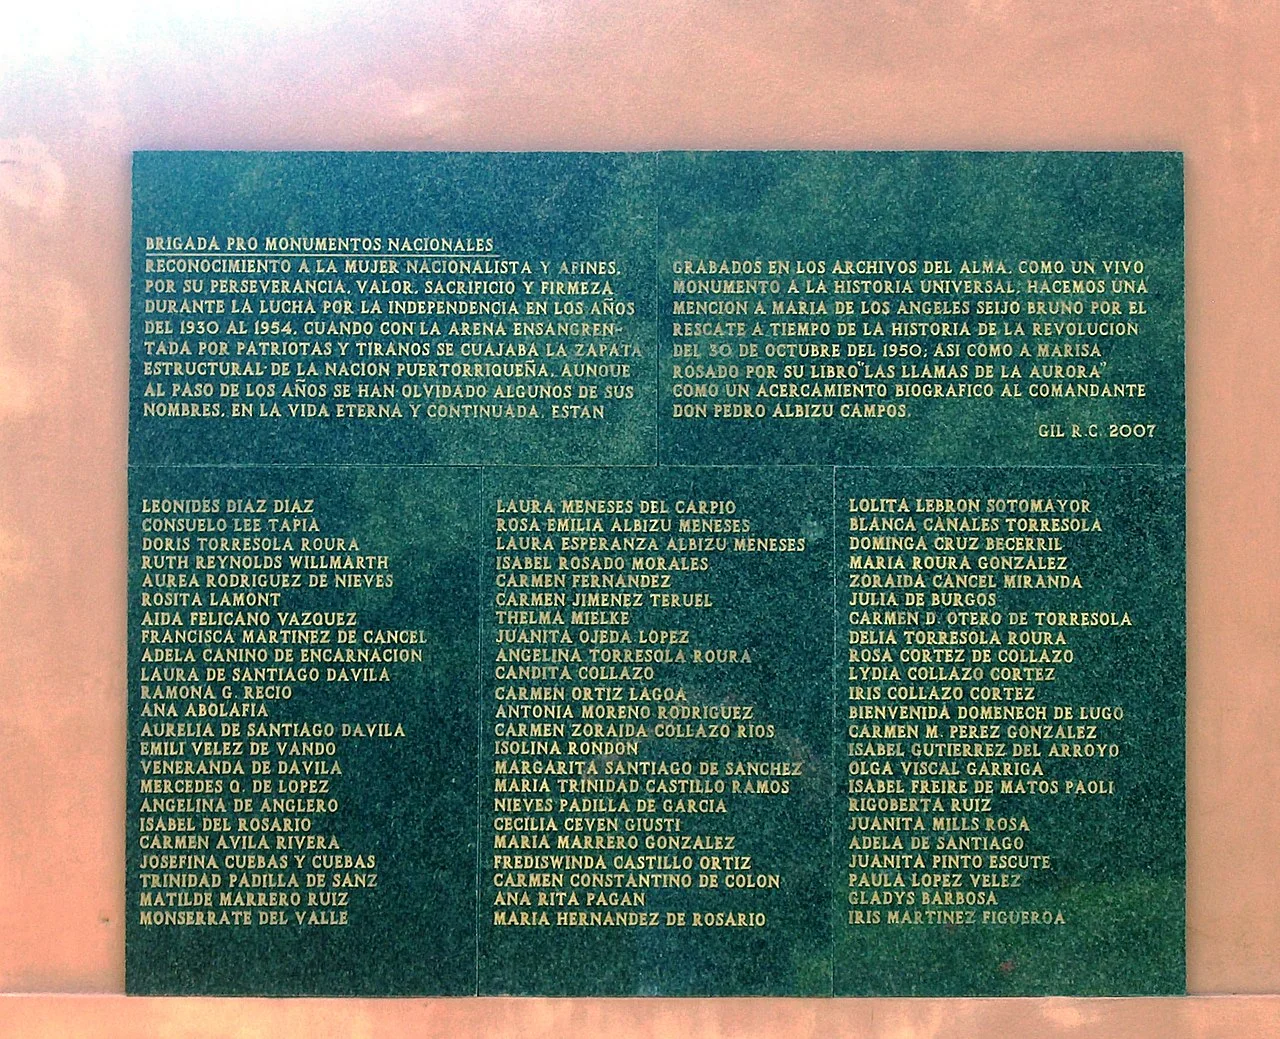 BRIGADA PRO MONUMENTOS NACIONALES
RECONOCIMIENTO A LA MUJER NACIONALISTA Y AFINES,
POR SU PERSEVERANCIA, VALOR, SACRIFICIO Y FIRMEZA
DURANTE LA LUCHA POR LA INDEPENDENCIA EN LOS AÑOS
DEL 1930 AL 1954. CUANDO CON LA ARENA ENSANGREN-
TADA POR PATRIOTAS Y TIRANOS SE CUAJABA LA ZAPATA
ESTRUCTURAL DE LA NACION PUERTORRIQUEÑA. AUNQUE
AL PASO DE LOS AÑOS SE HAN OLVIDADO ALGUNOS DE SUS
NOMBRES, EN LA VIDA ETERNA Y CONTINUADA, ESTAN
GRABADOS EN LOS ARCHIVOS DEL ALMA, COMO UN VIVO
MONUMENTO A LA HISTORIA UNIVERSAL; HACEMOS UNA
MENCION A MARIA DE LOS ANGELES SEIJO BRUNO POR EL
RESCATE A TIEMPO DE LA HISTORIA DE LA REVOLUCION
DEL 30 DE OCTUBRE DEL 1950; ASI COMO A MARISA
ROSADO POR SU LIBRO "LAS LLAMAS DE LA AURORA"
COMO UN ACERCAMIENTO BIOGRAFICO AL COMANDANTE
DON PEDRO ALBIZU CAMPOS.
GIL R.C. 2007
LEONIDES DIAZ DIAZ
CONSUELO LEE TAPIA
DORIS TORRESOLA ROURA
RUTH REYNOLDS WILLMARTH
AUREA RODRIGUEZ DE NIEVES
ROSITA LAMONT
AIDA FELICANO VAZQUEZ
FRANCISCA MARTINEZ DE CANCEL
ADELA CANINO DE ENCARNACION
LAURA DE SANTIAGO DAVILA
RAMONA G. RECIO
ANA ABOLAFIA
AURELIA DE SANTIAGO DAVILA
EMILI VELEZ DE VANDO
VENERANDA DE DAVILA
MERCEDES Q. DE LOPEZ
ANGELINA DE ANGLERO
ISABEL DEL ROSARIO
CARMEN AVILA RIVERA
JOSEFINA CUEBAS Y CUEBAS
TRINIDAD PADILLA DE SANZ
MATILDE MARRERO RUIZ
MONSERRATE DEL VALLE
LAURA MENESES DEL CARPIO
ROSA EMILIA ALBIZU MENESES
LAURA ESPERANZA ALBIZU MENESES
ISABEL ROSADO MORALES
CARMEN FERNANDEZ
CARMEN JIMENEZ TERUEL
THELMA MIELKE
JUANITA OJEDA LOPEZ
ANGELINA TORRESOLA ROURA
CANDITA COLLAZO
CARMEN ORTIZ LAGOA
ANTONIA MORENO RODRIGUEZ
CARMEN ZORAIDA COLLAZO RIOS
ISOLINA RONDON
MARGARITA SANTIAGO DE SANCHEZ
MARIA TRINIDAD CASTILLO RAMOS
NIEVES PADILLA DE GARCIA
CECILIA CEVEN GIUSTI
MARIA MARRERO GONZALEZ
FREDISWINDA CASTILLO ORTIZ
CARMEN CONSTANTINO DE COLON
ANA RITA PAGAN
MARIA HERNANDEZ DE ROSARIO
LOLITA LEBRON SOTOMAYOR
BLANCA CANALES TORRESOLA
DOMINGA CRUZ BECERRIL
MARIA ROURA GONZALEZ
ZORAIDA CANCEL MIRANDA
JULIA DE BURGOS
CARMEN D. OTERO DE TORRESOLA
DELIA TORRESOLA ROURA
ROSA CORTEZ DE COLLAZO
LYDIA COLLAZO CORTEZ
IRIS COLLAZO CORTEZ
BIENVENIDA DOMENECH DE LUGO
CARMEN M. PEREZ GONZALEZ
ISABEL GUTIERREZ DEL ARROYO
OLGA VISCAL GARRIGA
ISABEL FREIRE DE MATOS PAOLI
RIGOBERTA RUIZ
JUANITA MILLS ROSA
ADELA DE SANTIAGO
JUANITA PINTO ESCUTE
PAULA LOPEZ VELEZ
GLADYS BARBOSA
IRIS MARTINEZ FIGUEROA